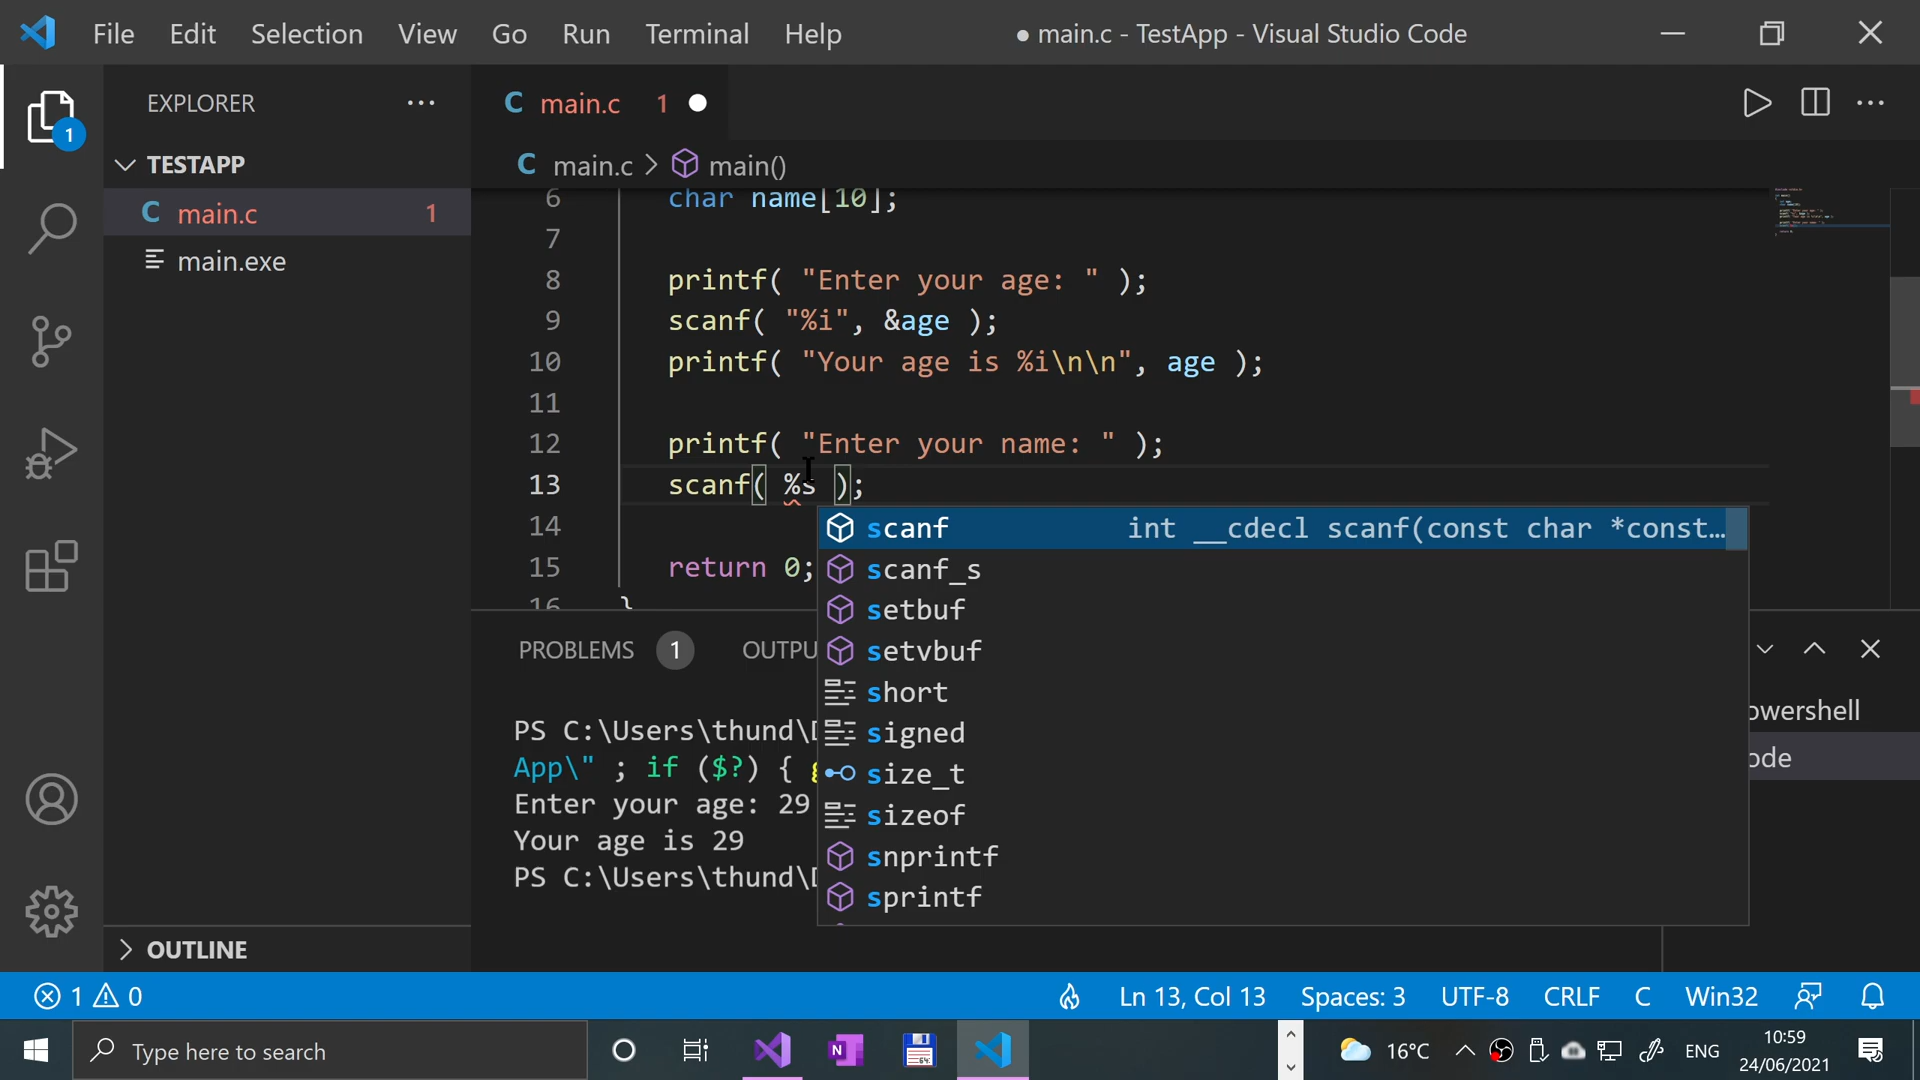 File Edit Selection View Go Run Terminal Help
● main.c - TestApp - Visual Studio Code
EXPLORER
TESTAPP
C main.c 1
main.exe
OUTLINE
1
C main.c 1
C main.c > main()
6 char name[10];
7
8 printf( "Enter your age: " );
9 scanf( "%i", &age );
10 printf( "Your age is %i\n\n", age );
11
12 printf( "Enter your name: " );
13 scanf( %s );
14
15 return 0;
16 }
scanf int __cdecl scanf(const char *const…
scanf_s
setbuf
setvbuf
short
signed
size_t
sizeof
snprintf
sprintf
PROBLEMS 1 OUTPU
PS C:\Users\thund\
App\" ; if ($?) {
Enter your age: 29
Your age is 29
PS C:\Users\thund\
owershell
ode
1 0
Ln 13, Col 13 Spaces: 3 UTF-8 CRLF C Win32
Type here to search
N
64
16°C ENG
10:59
24/06/2021